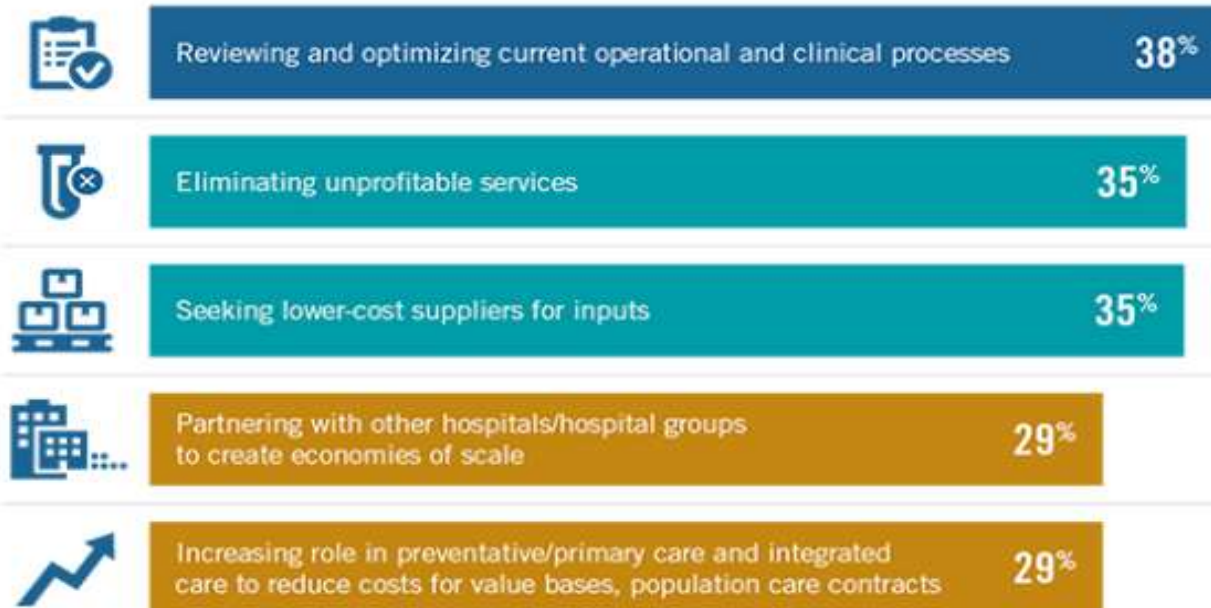 Reviewing and optimizing current operational and clinical processes 38%
Eliminating unprofitable services 35%
Seeking lower-cost suppliers for inputs 35%
Partnering with other hospitals/hospital groups
to create economies of scale 29%
Increasing role in preventative/primary care and integrated
care to reduce costs for value bases, population care contracts 29%